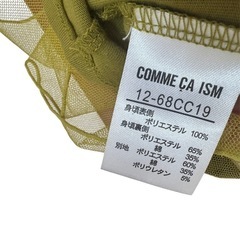 COMME ÇA ISM
12-68CC19
身頃表側
ポリエステル 100%
身頃裏側
ポリエステル 65%
綿 35%
別地 ポリエステル 60%
綿 35%
ポリウレタン 5%